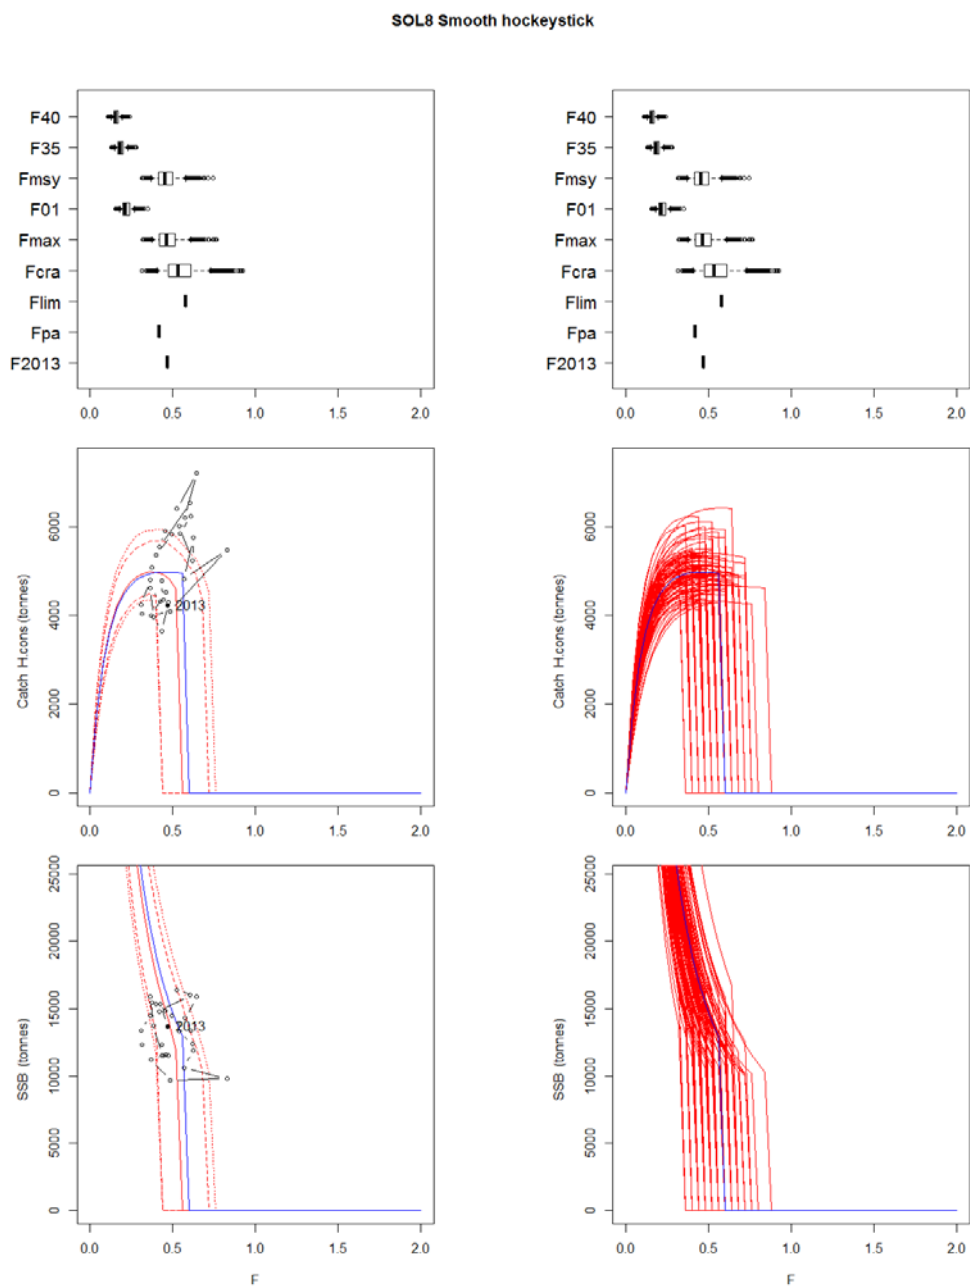 SOL8 Smooth hockeystick
F40
F35
Fmsy
F01
Fmax
Fcra
Flim
Fpa
F2013
0.0 0.5 1.0 1.5 2.0
F40
F35
Fmsy
F01
Fmax
Fcra
Flim
Fpa
F2013
0.0 0.5 1.0 1.5 2.0
Catch H.cons (tonnes)
6000
4000
2000
0
2013
0.0 0.5 1.0 1.5 2.0
Catch H.cons (tonnes)
6000
4000
2000
0
0.0 0.5 1.0 1.5 2.0
SSB (tonnes)
25000
20000
15000
10000
5000
0
2013
0.0 0.5 1.0 1.5 2.0
F
SSB (tonnes)
25000
20000
15000
10000
5000
0
0.0 0.5 1.0 1.5 2.0
F